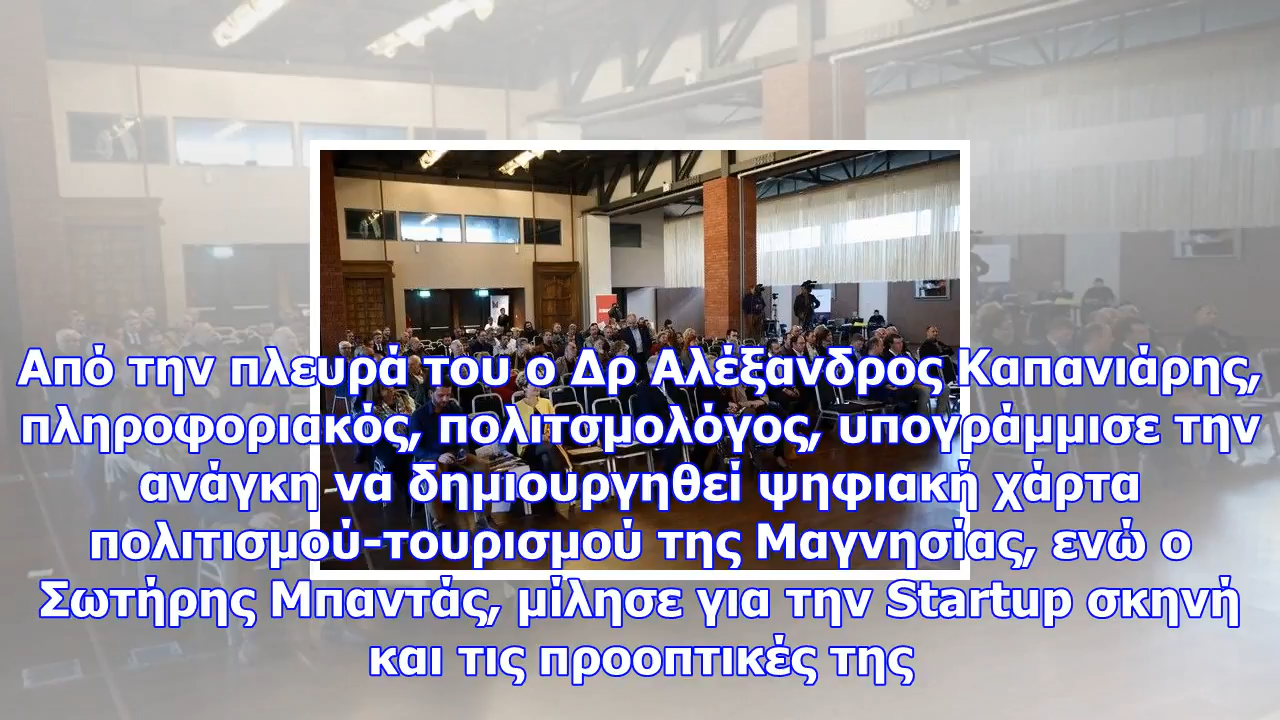 Από την πλευρά του ο Δρ Αλέξανδρος Καπανιάρης,
πληροφοριακός, πολιτσμολόγος, υπογράμμισε την
ανάγκη να δημιουργηθεί ψηφιακή χάρτα
πολιτισμού-τουρισμού της Μαγνησίας, ενώ ο
Σωτήρης Μπαντάς, μίλησε για την Startup σκηνή
και τις προοπτικές της